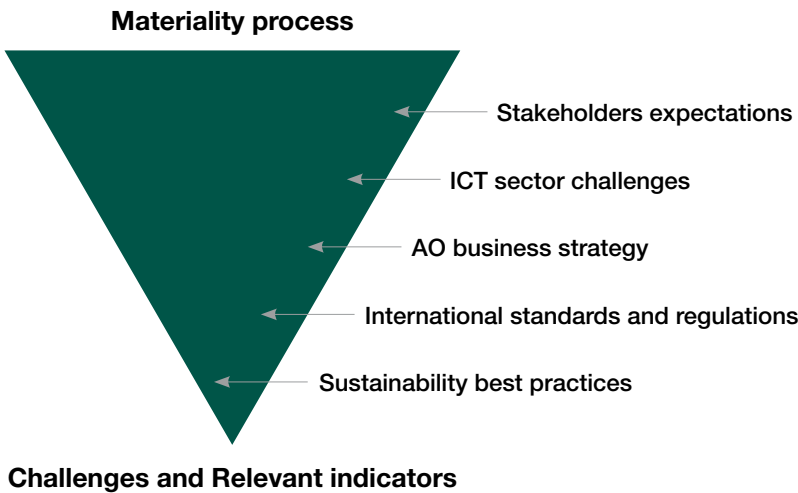 Materiality process
Stakeholders expectations
ICT sector challenges
AO business strategy
International standards and regulations
Sustainability best practices
Challenges and Relevant indicators